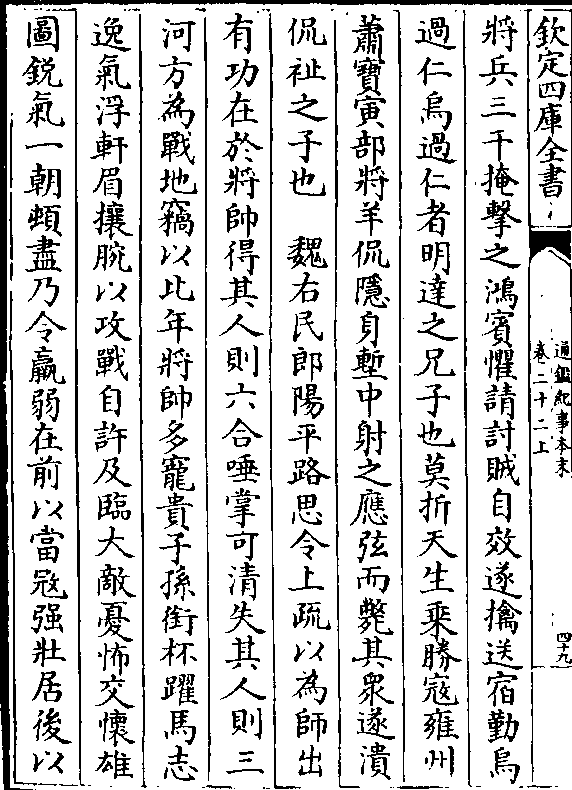 欽定四庫全書
通鑑紀事本末
卷二十二上
四十九
將兵三千掩擊之鴻賓懼請討賊自效遂擒送宿勤烏
過仁烏過仁者明達之兄子也莫折天生乘勝寇雍州
蕭寶寅部將羊侃隱身塹中射之應弦而斃其衆遂潰
侃祉之子也　魏右民郎陽平路思令上疏以為師出
有功在於將帥得其人則六合唾掌可清失其人則三
河方為戰地竊以比年將帥多寵貴子孫銜杯躍馬志
逸氣浮軒眉攘腕以攻戰自許及臨大敵憂怖交懷雄
圖銳氣一朝頓盡乃令羸弱在前以當寇强壯居後以